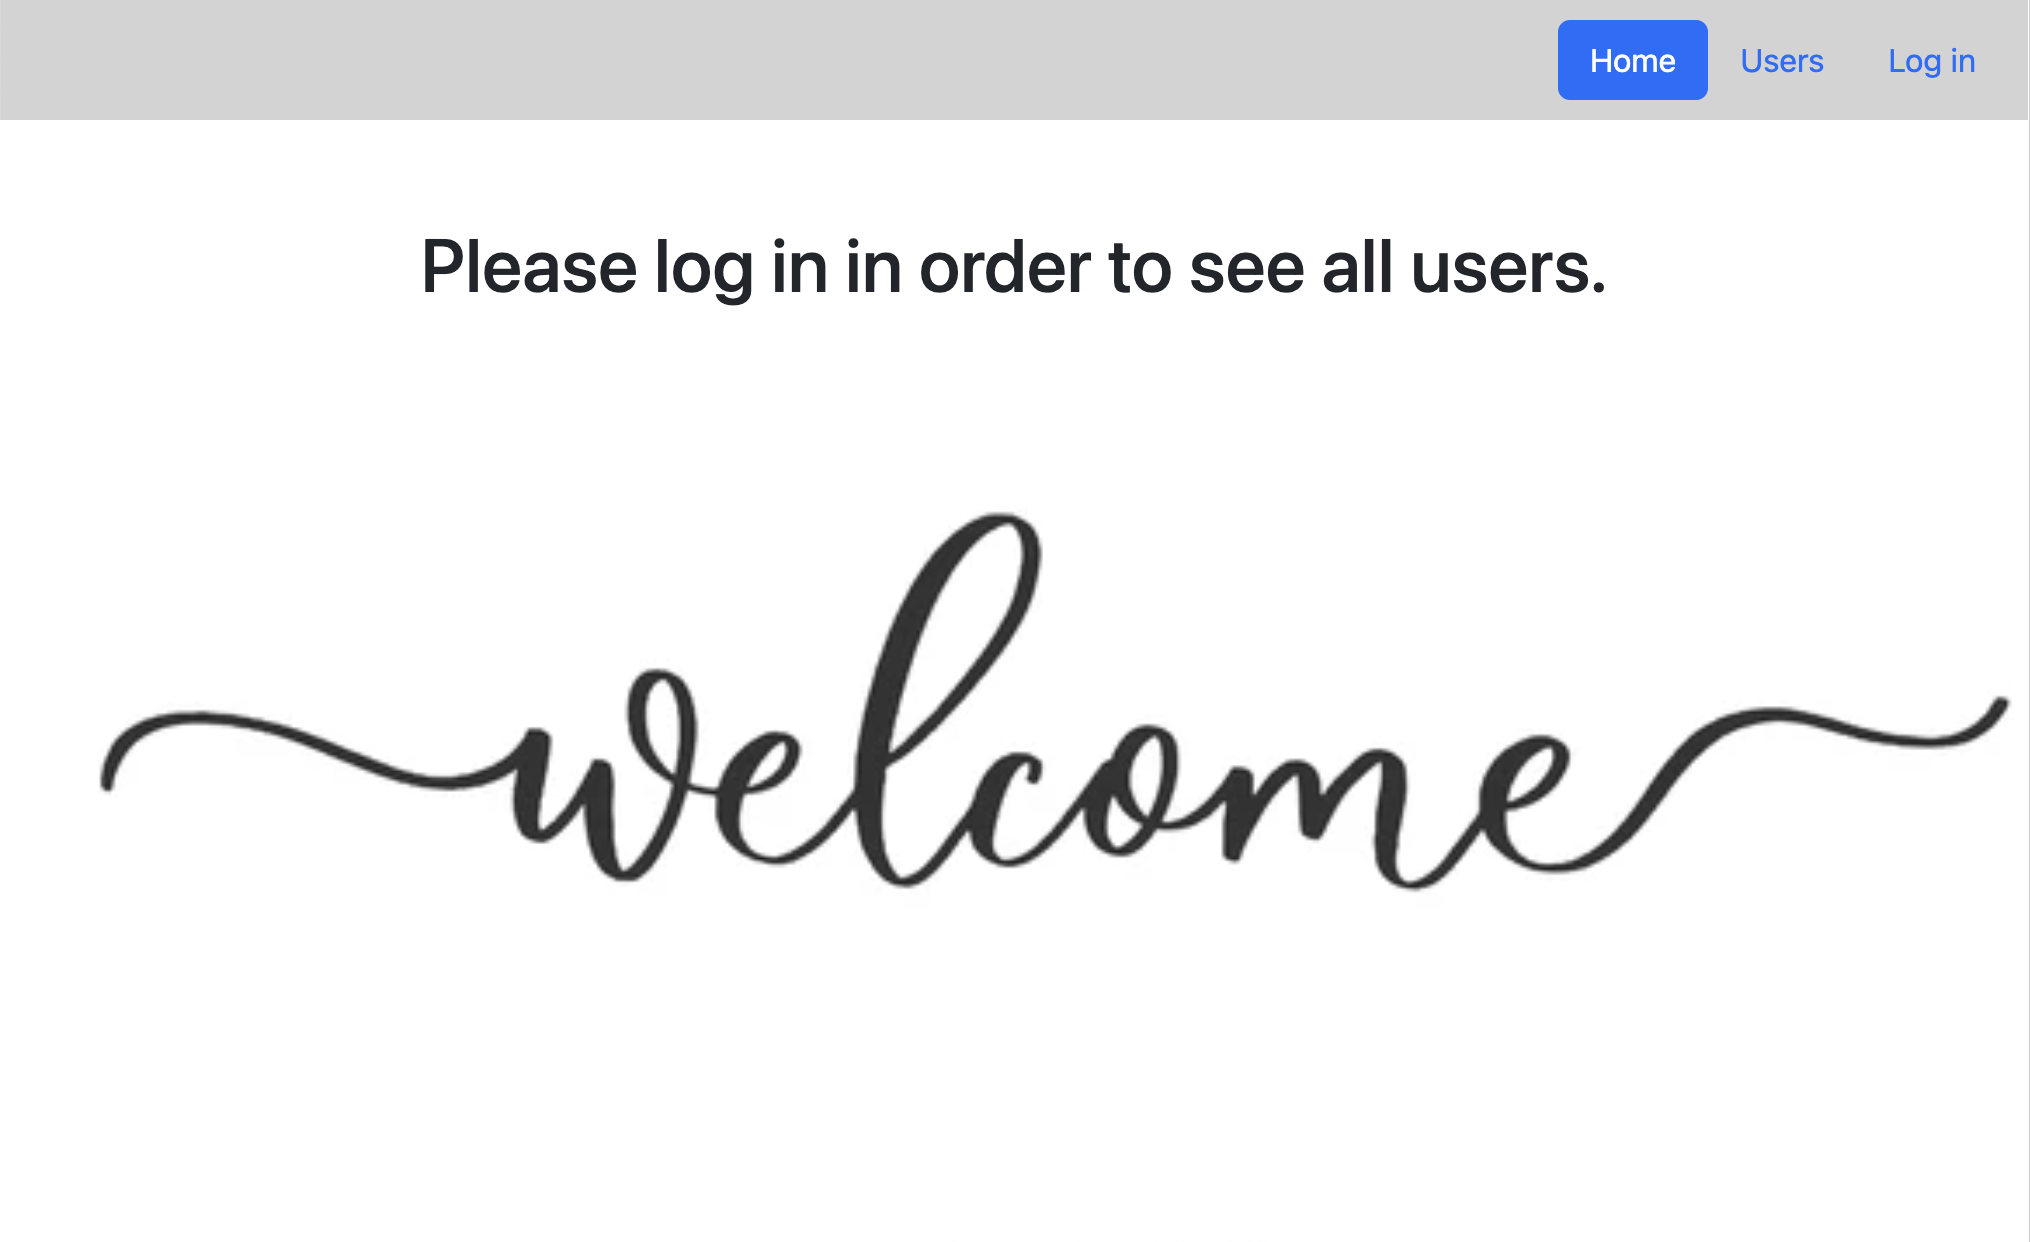 Home Users Log in
Please log in in order to see all users.
welcome